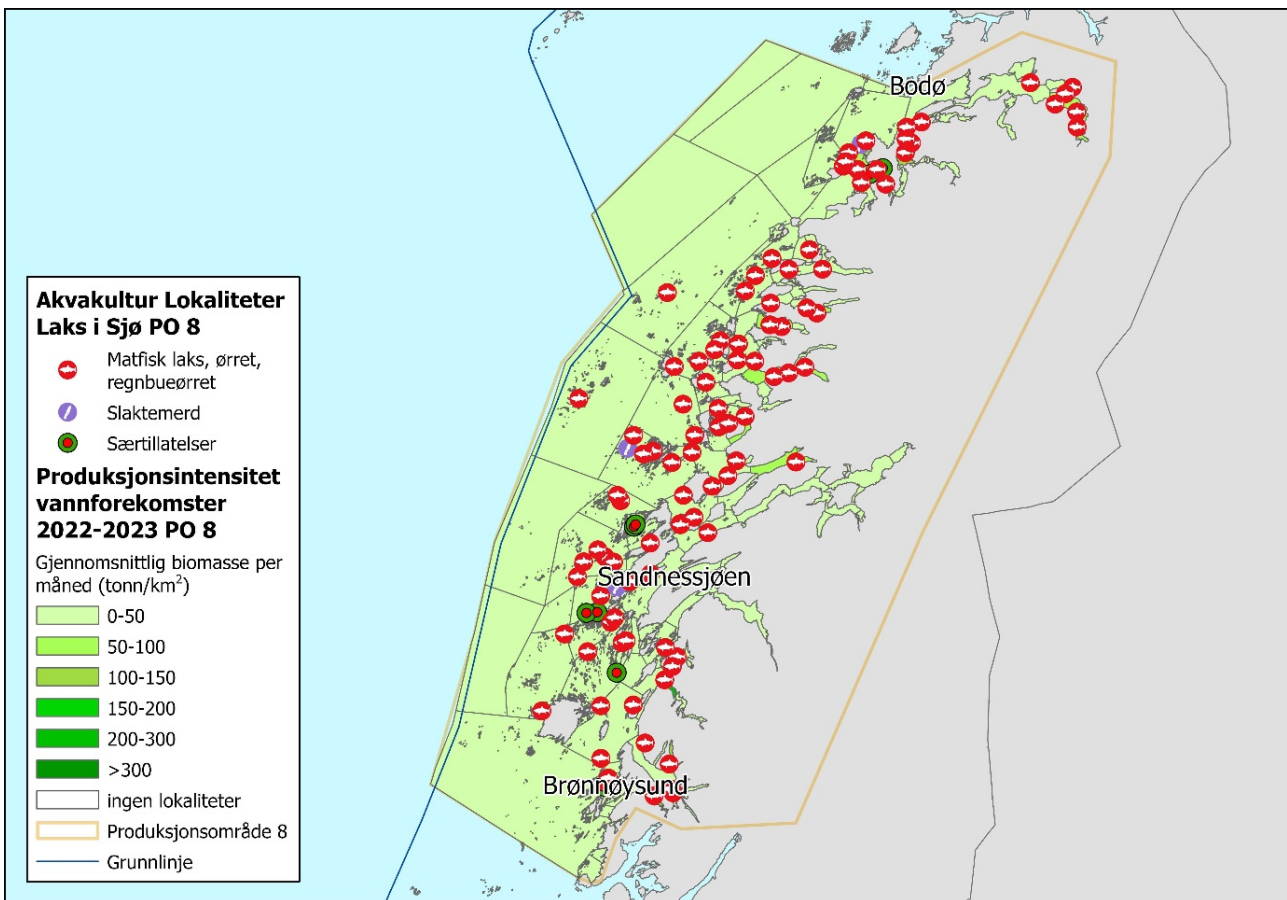 Bodø
Akvakultur Lokaliteter
Laks i Sjø PO 8
Matfisk laks, ørret,
regnbueørret
Slaktemerd
Særtillatelser
Produksjonsintensitet
vannforekomster
2022-2023 PO 8
Gjennomsnittlig biomasse per
måned (tonn/km²)
0-50
50-100
100-150
150-200
200-300
>300
ingen lokaliteter
Produksjonsområde 8
Grunnlinje
Sandnessjøen
Brønnøysund